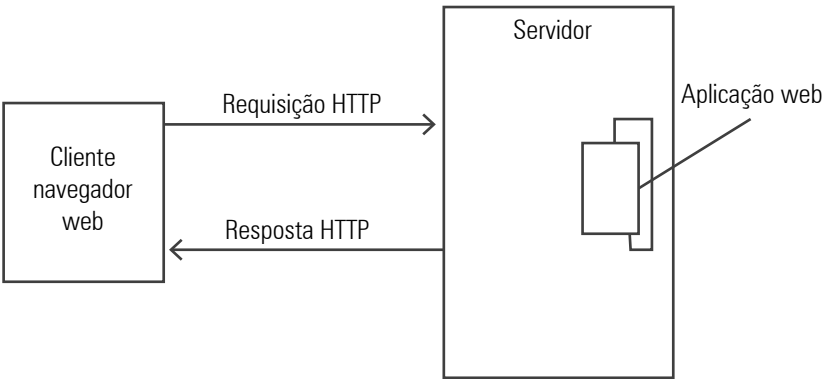 Servidor
Aplicação web
Requisição HTTP
Cliente
navegador
web
Resposta HTTP